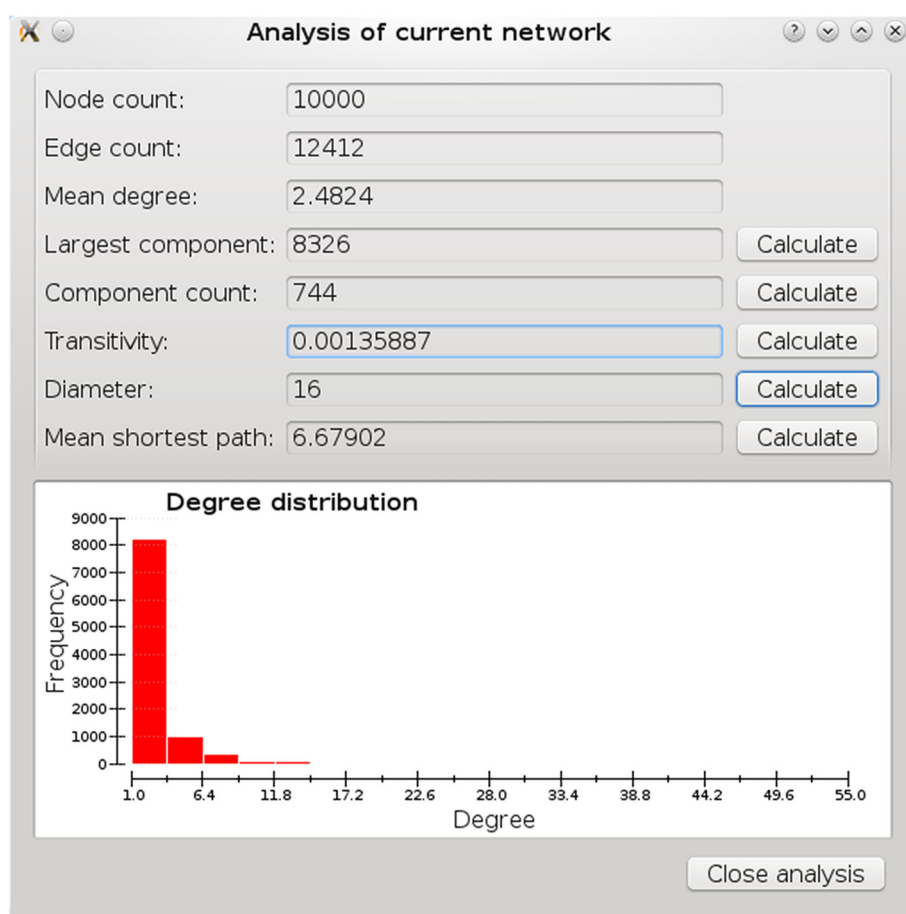 Analysis of current network
Node count: 10000
Edge count: 12412
Mean degree: 2.4824
Largest component: 8326 Calculate
Component count: 744 Calculate
Transitivity: 0.00135887 Calculate
Diameter: 16 Calculate
Mean shortest path: 6.67902 Calculate
Degree distribution
9000
8000
7000
6000
5000
4000
3000
2000
1000
0
Frequency
1.0 6.4 11.8 17.2 22.6 28.0 33.4 38.8 44.2 49.6 55.0
Degree
Close analysis